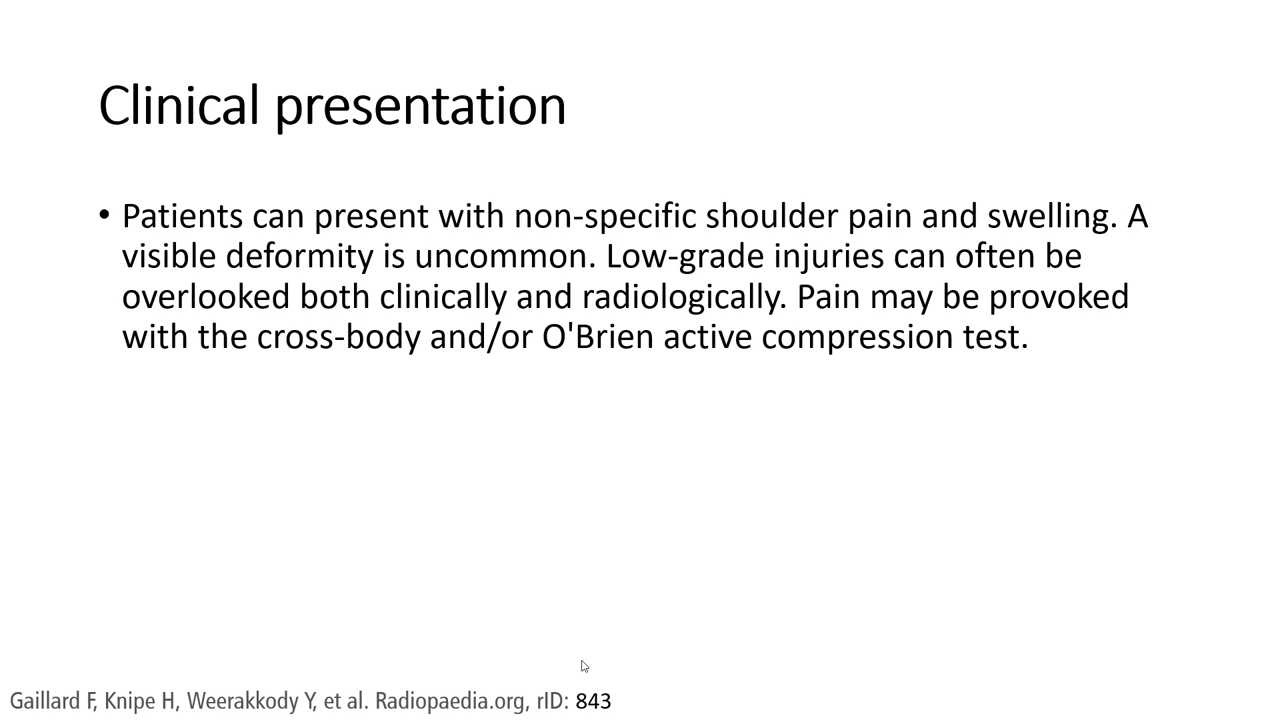 Clinical presentation
• Patients can present with non-specific shoulder pain and swelling. A
visible deformity is uncommon. Low-grade injuries can often be
overlooked both clinically and radiologically. Pain may be provoked
with the cross-body and/or O'Brien active compression test.
Gaillard F, Knipe H, Weerakkody Y, et al. Radiopaedia.org, rID: 843